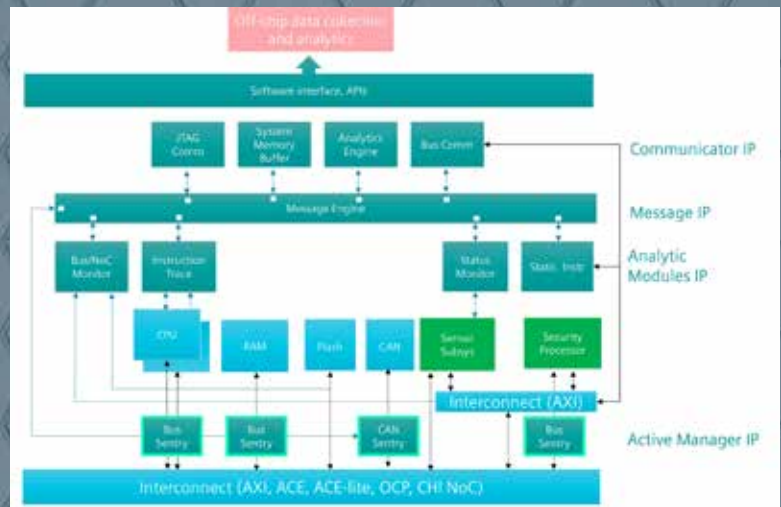 Off-chip data collection
and analytics
Software interface, APIs
JTAG
Comm
System
Memory
Buffer
Analytics
Engine
Bus Comm
Communicator IP
Message Engine
Message IP
Bus/NoC
Monitor
Instruction
Trace
Status
Monitor
Static Instr
Analytic
Modules IP
CPU
RAM
Flash
CAN
Sensor
Subsys
Security
Processor
Interconnect (AXI)
Bus
Sentry
Bus
Sentry
CAN
Sentry
Bus
Sentry
Active Manager IP
Interconnect (AXI, ACE, ACE-lite, OCP, CHI NoC)